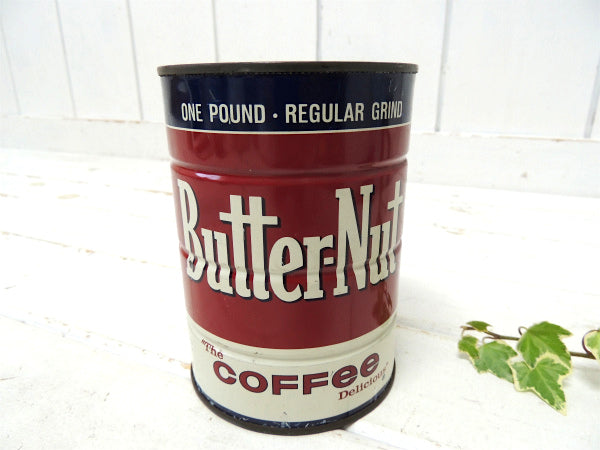 ONE POUND · REGULAR GRIND
Butter-Nut
"The
COFFee
Delicious"